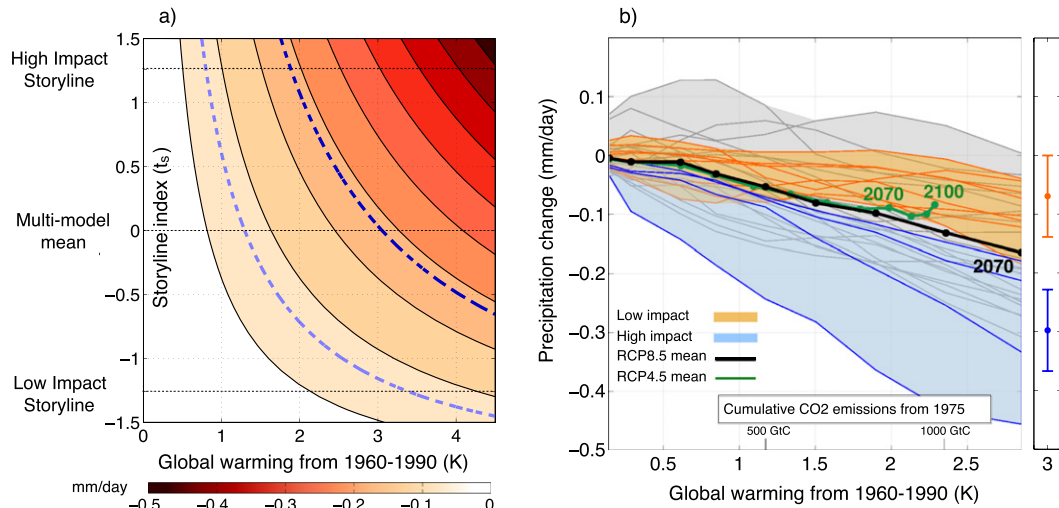 a)
High Impact
Storyline
Multi-model
mean
Low Impact
Storyline
Storyline index (tₛ)
1.5
1
0.5
0
−0.5
−1
−1.5
0 1 2 3 4
Global warming from 1960-1990 (K)
mm/day
−0.5 −0.4 −0.3 −0.2 −0.1 0
b)
Precipitation change (mm/day)
0.1
0
−0.1
−0.2
−0.3
−0.4
−0.5
2070 2100
2070
Low impact
High impact
RCP8.5 mean
RCP4.5 mean
Cumulative CO2 emissions from 1975
500 GtC 1000 GtC
0.5 1 1.5 2 2.5 3
Global warming from 1960-1990 (K)